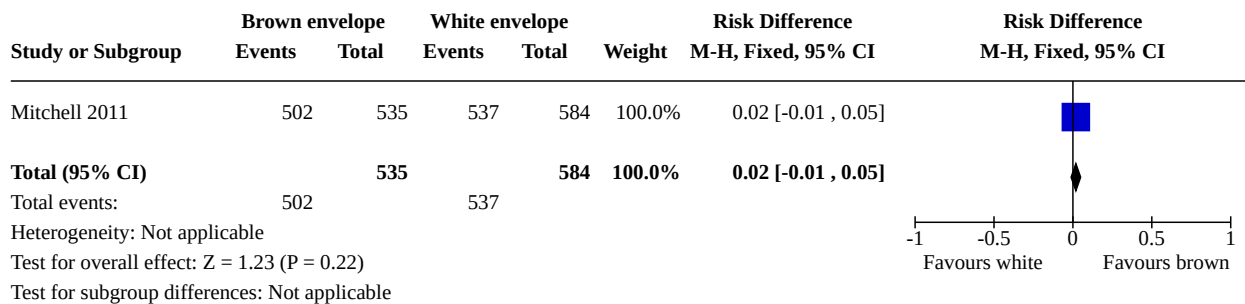 Brown envelope White envelope Risk Difference Risk Difference
Study or Subgroup Events Total Events Total Weight M-H, Fixed, 95% CI M-H, Fixed, 95% CI
Mitchell 2011 502 535 537 584 100.0% 0.02 [-0.01 , 0.05]
Total (95% CI) 535 584 100.0% 0.02 [-0.01 , 0.05]
Total events: 502 537
Heterogeneity: Not applicable
Test for overall effect: Z = 1.23 (P = 0.22)
Test for subgroup differences: Not applicable
-1 -0.5 0 0.5 1
Favours white Favours brown